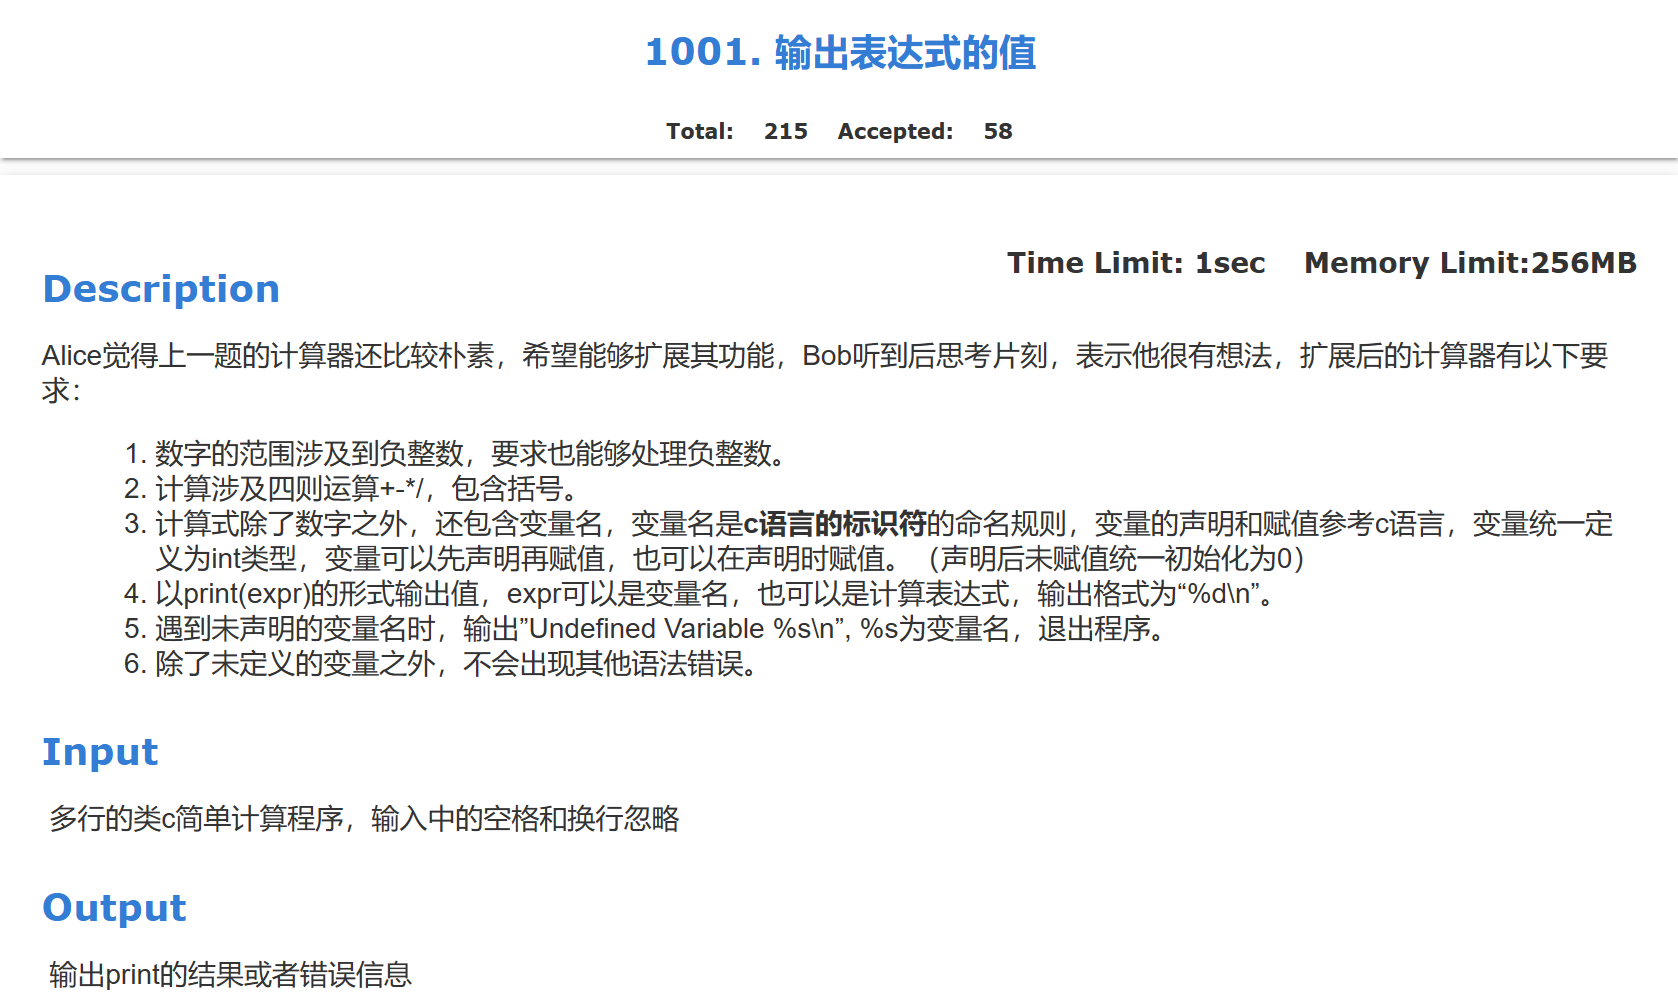 1001. 输出表达式的值
Total: 215 Accepted: 58
Time Limit: 1sec Memory Limit:256MB
Description
Alice觉得上一题的计算器还比较朴素，希望能够扩展其功能，Bob听到后思考片刻，表示他很有想法，扩展后的计算器有以下要
求：
1. 数字的范围涉及到负整数，要求也能够处理负整数。
2. 计算涉及四则运算+-*/，包含括号。
3. 计算式除了数字之外，还包含变量名，变量名是c语言的标识符的命名规则，变量的声明和赋值参考c语言，变量统一定
义为int类型，变量可以先声明再赋值，也可以在声明时赋值。（声明后未赋值统一初始化为0）
4. 以print(expr)的形式输出值，expr可以是变量名，也可以是计算表达式，输出格式为“%d\n”。
5. 遇到未声明的变量名时，输出”Undefined Variable %s\n”, %s为变量名，退出程序。
6. 除了未定义的变量之外，不会出现其他语法错误。
Input
多行的类c简单计算程序，输入中的空格和换行忽略
Output
输出print的结果或者错误信息